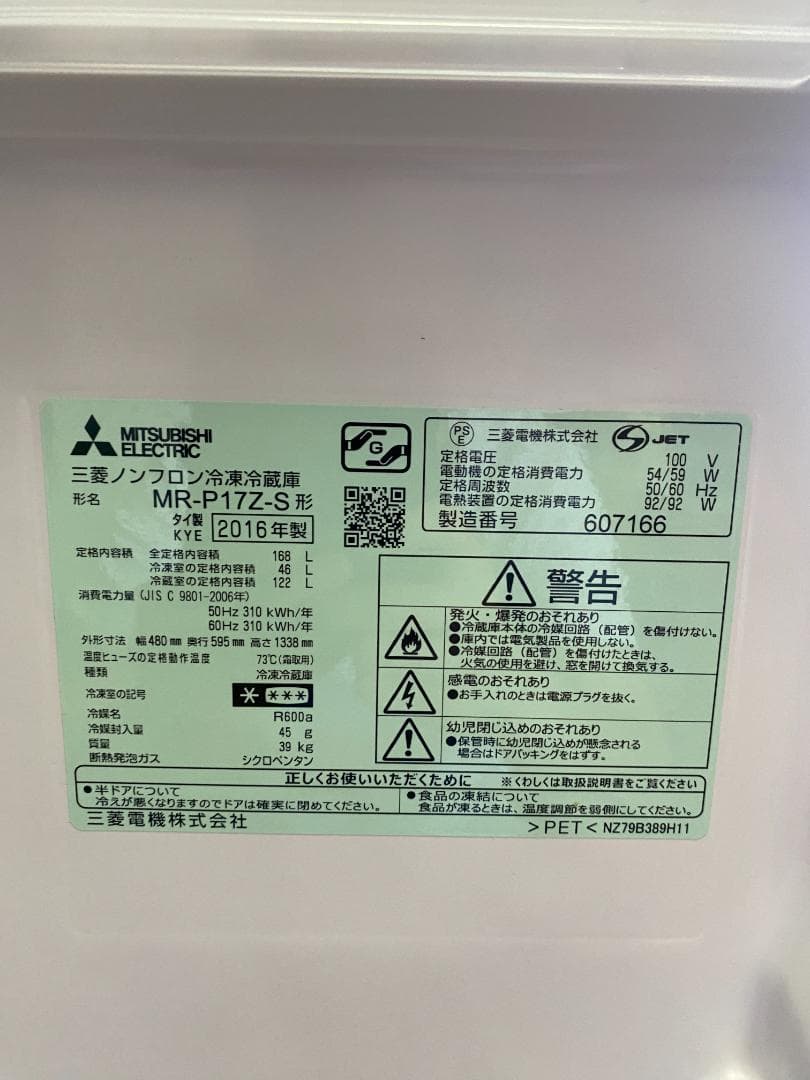 MITSUBISHI
ELECTRIC
三菱ノンフロン冷凍冷蔵庫
形名 MR-P17Z-S 形
タイ製
KYE 2016年製
G
定格内容積 全定格内容積 168 L
冷凍室の定格内容積 46 L
冷蔵室の定格内容積 122 L
消費電力量 (JIS C 9801-2006年)
50Hz 310 kWh/年
60Hz 310 kWh/年
外形寸法 幅480mm 奥行595mm 高さ1338mm
温度ヒューズの定格動作温度 73℃(霜取用)
種類 冷凍冷蔵庫
冷凍室の記号 * ***
冷媒名 R600a
冷媒封入量 45 g
質量 39 kg
断熱発泡ガス シクロペンタン
PS
E 三菱電機株式会社 S JET
定格電圧 100 V
電動機の定格消費電力 54/59 W
定格周波数 50/60 Hz
電熱装置の定格消費電力 92/92 W
製造番号 607166
警告
発火・爆発のおそれあり
●冷蔵庫本体の冷媒回路(配管)を傷付けない。
●庫内では電気製品を使用しない。
●冷媒回路(配管)を傷付けたときは、
火気の使用を避け、窓を開けて換気する。
感電のおそれあり
●お手入れのときは電源プラグを抜く。
幼児閉じ込めのおそれあり
●保管時に幼児閉じ込めが懸念される
場合はドアパッキングをはずす。
正しくお使いいただくために ※くわしくは取扱説明書をご覧ください
●半ドアについて
冷えが悪くなりますのでドアは確実に閉めてください。
●食品の凍結について
食品が凍るときは、温度調節を弱側にしてください。
三菱電機株式会社
>PET< NZ79B389H11